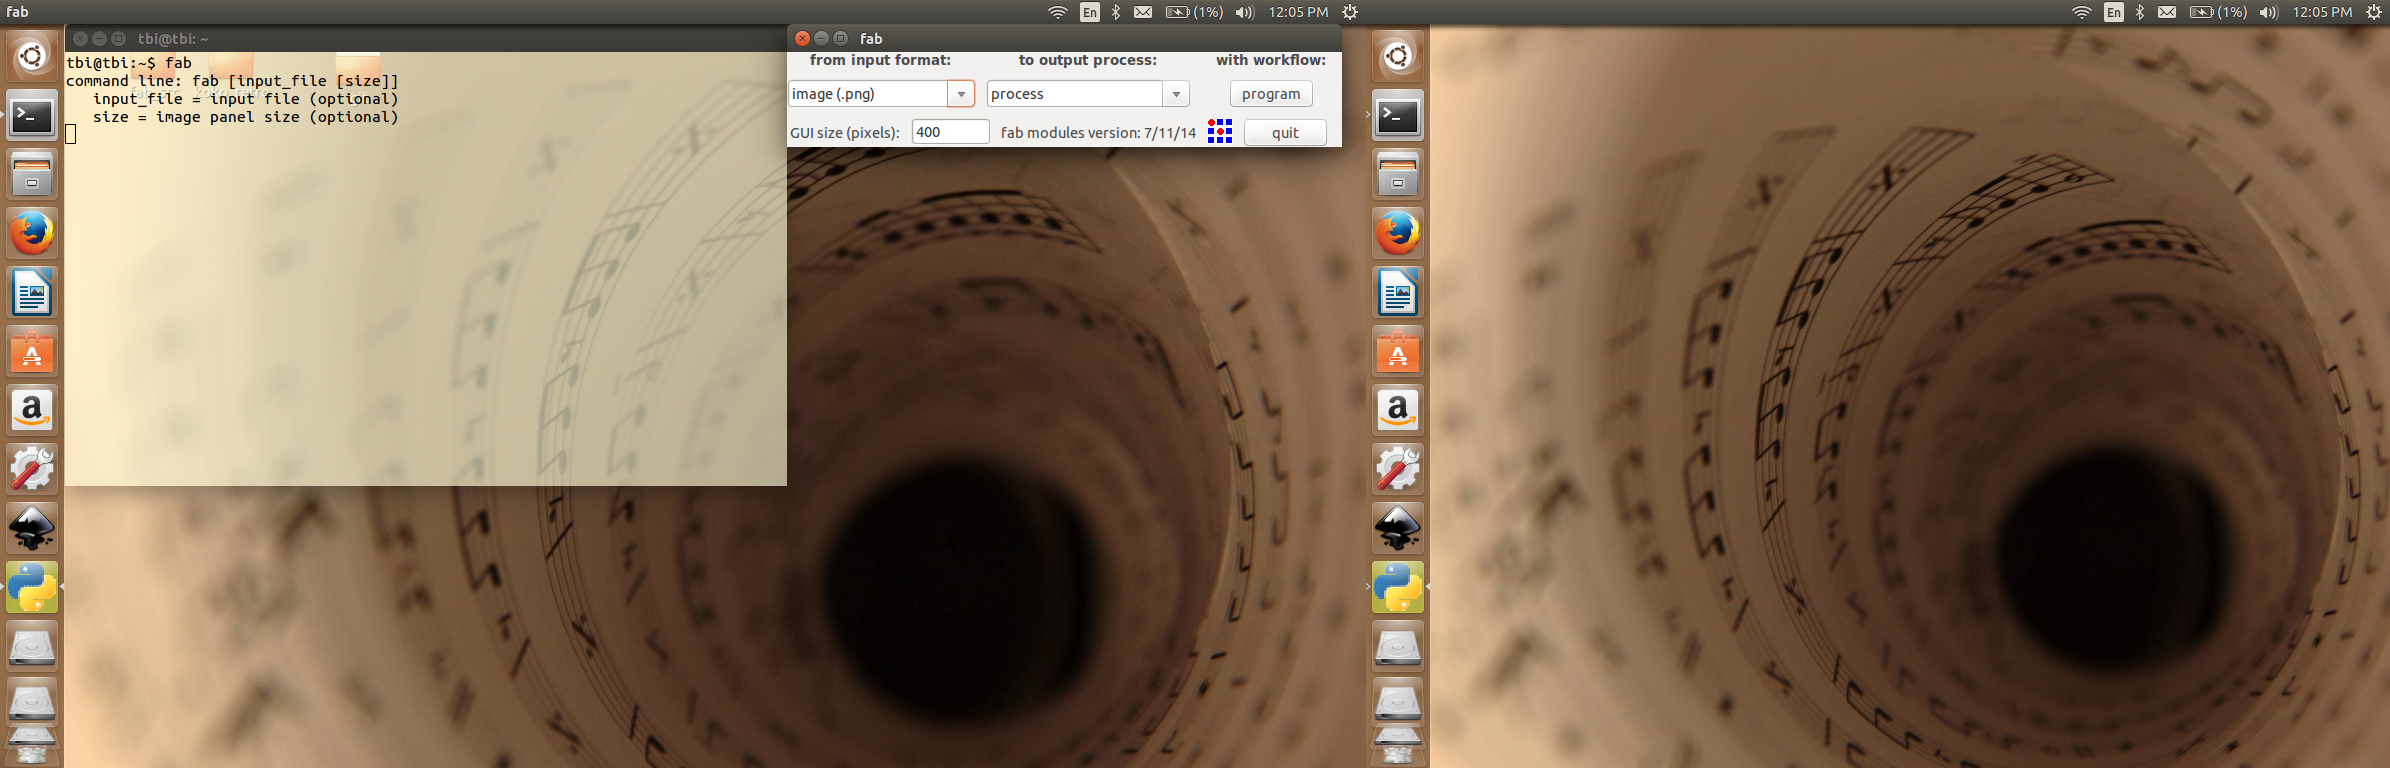 fab
En
(1%)
12:05 PM
En
(1%)
12:05 PM
tbi@tbi: ~
tbi@tbi:~$ fab
command line: fab [input_file [size]]
input_file = input file (optional)
size = image panel size (optional)
fab
from input format:
to output process:
with workflow:
image (.png)
process
program
GUI size (pixels):
400
fab modules version: 7/11/14
quit